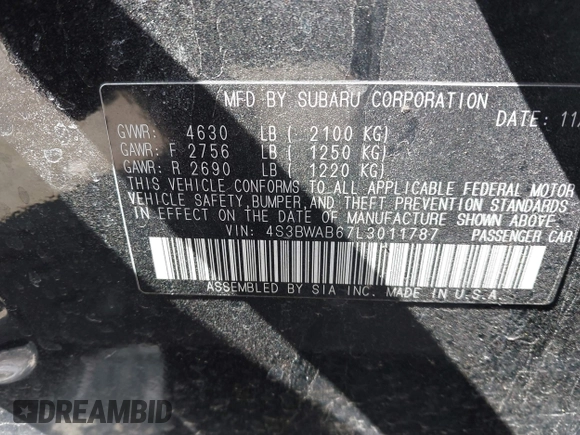 MFD BY SUBARU CORPORATION
DATE: 11/
GVWR: 4630 LB ( 2100 KG)
GAWR: F 2756 LB ( 1250 KG)
GAWR: R 2690 LB ( 1220 KG)
THIS VEHICLE CONFORMS TO ALL APPLICABLE FEDERAL MOTOR
VEHICLE SAFETY,BUMPER,AND THEFT PREVENTION STANDARDS
IN EFFECT ON THE DATE OF MANUFACTURE SHOWN ABOVE.
VIN: 4S3BWAB67L3011787 PASSENGER CAR
ASSEMBLED BY SIA INC. MADE IN U.S.A.
DREAMBID